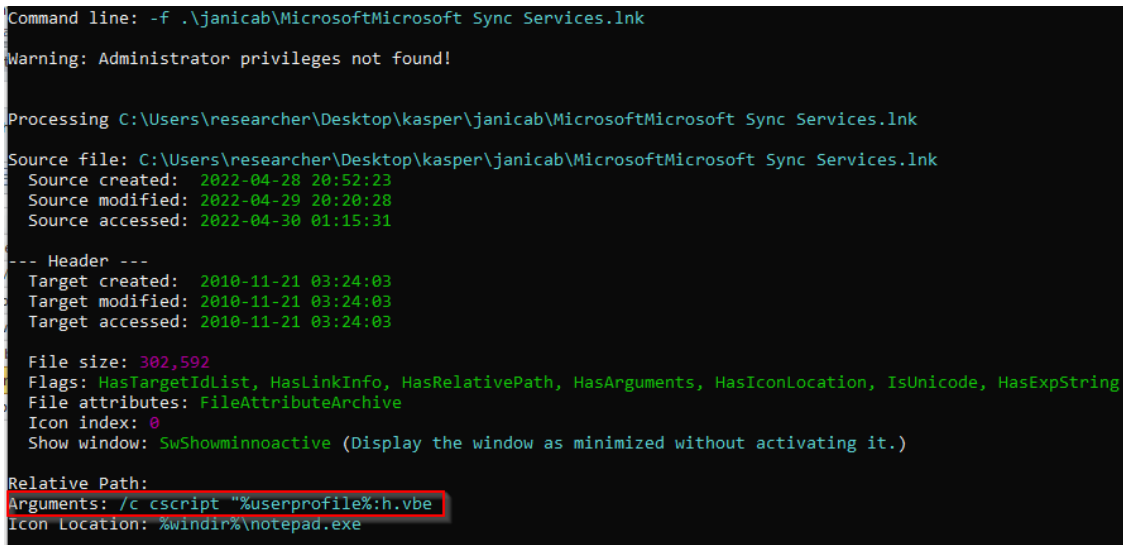 Command line: -f .\janicab\MicrosoftMicrosoft Sync Services.lnk
Warning: Administrator privileges not found!
Processing C:\Users\researcher\Desktop\kasper\janicab\MicrosoftMicrosoft Sync Services.lnk
Source file: C:\Users\researcher\Desktop\kasper\janicab\MicrosoftMicrosoft Sync Services.lnk
Source created: 2022-04-28 20:52:23
Source modified: 2022-04-29 20:20:28
Source accessed: 2022-04-30 01:15:31
--- Header ---
Target created: 2010-11-21 03:24:03
Target modified: 2010-11-21 03:24:03
Target accessed: 2010-11-21 03:24:03
File size: 302,592
Flags: HasTargetIdList, HasLinkInfo, HasRelativePath, HasArguments, HasIconLocation, IsUnicode, HasExpString
File attributes: FileAttributeArchive
Icon index: 0
Show window: SwShowminnoactive (Display the window as minimized without activating it.)
Relative Path:
Arguments: /c cscript "%userprofile%:h.vbe
Icon Location: %windir%\notepad.exe